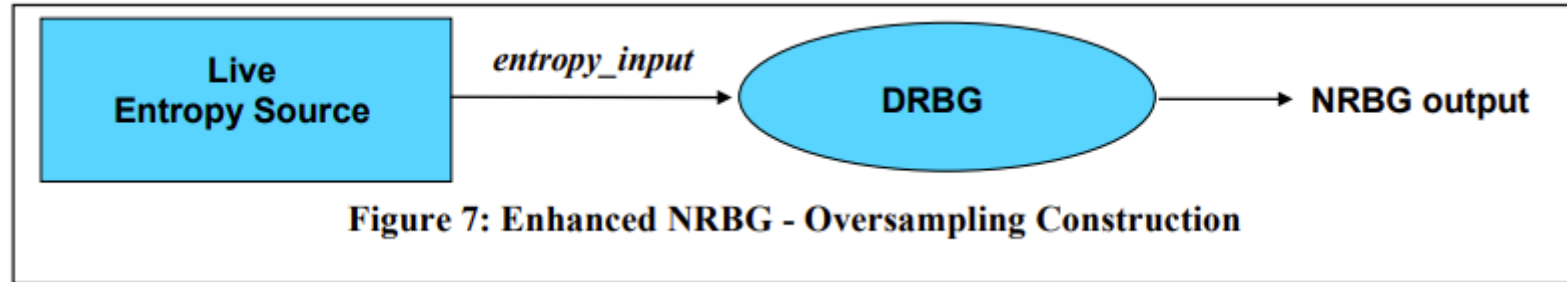 Live
Entropy Source
entropy_input
DRBG
NRBG output
Figure 7: Enhanced NRBG - Oversampling Construction